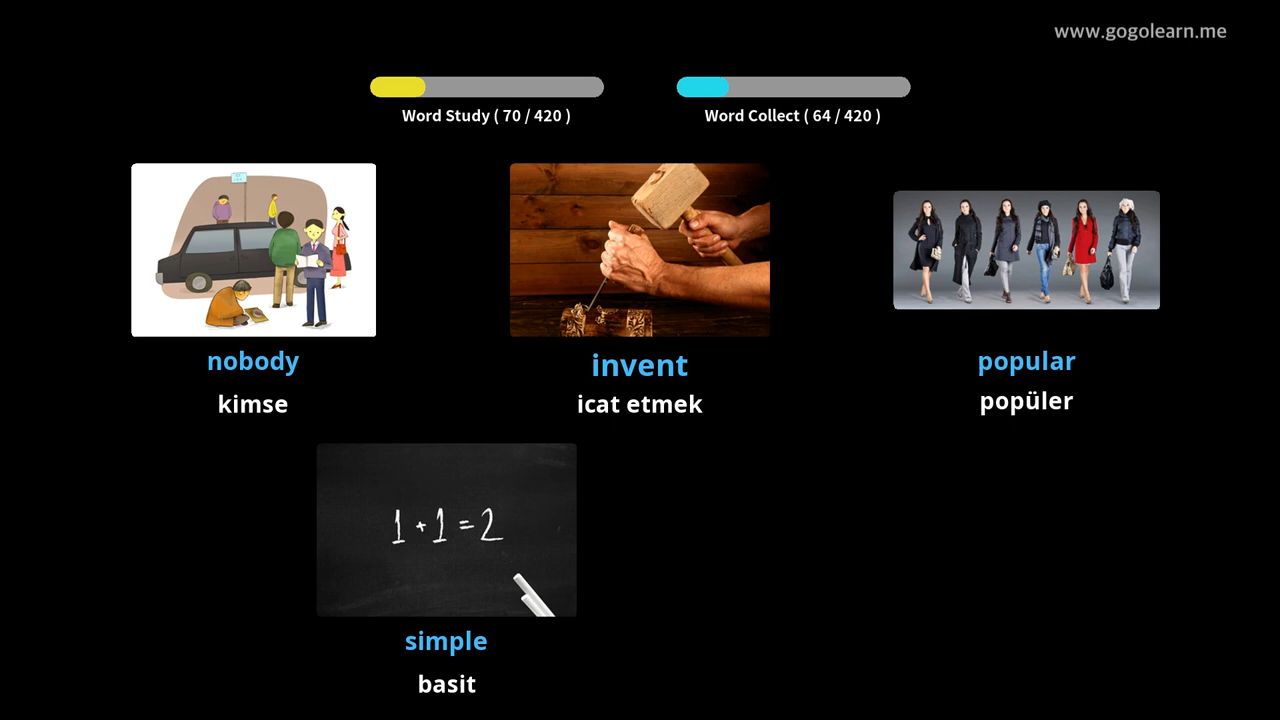 www.gogolearn.me
Word Study ( 70 / 420 )
Word Collect ( 64 / 420 )
nobody
kimse
invent
icat etmek
popular
popüler
1 + 1 = 2
simple
basit